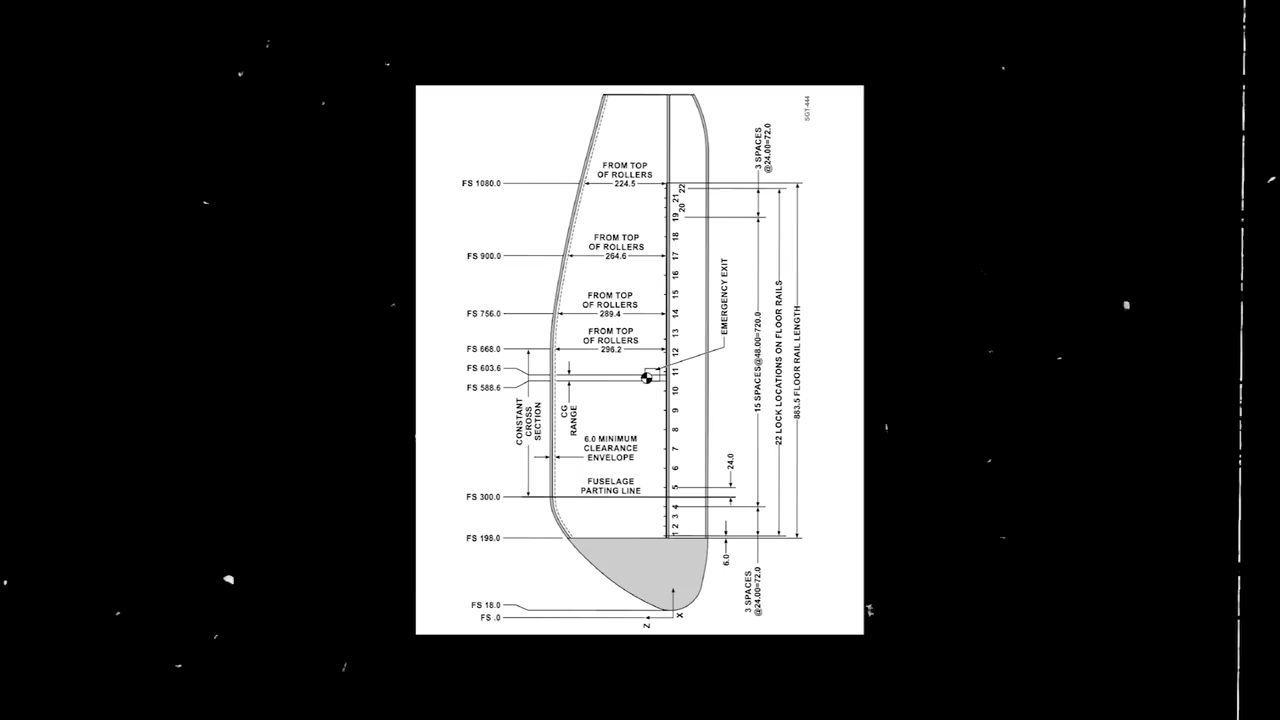 SGT-444
3 SPACES
@24.00=72.0
FROM TOP
OF ROLLERS
224.5
FS 1080.0
22
21
20
19
18
FROM TOP
OF ROLLERS
264.6
FS 900.0
17
16
15
EMERGENCY EXIT
FROM TOP
OF ROLLERS
289.4
FS 756.0
14
13
FROM TOP
OF ROLLERS
296.2
FS 668.0
12
FS 603.6
11
FS 588.6
10
15 SPACES@48.00=720.0
22 LOCK LOCATIONS ON FLOOR RAILS
883.5 FLOOR RAIL LENGTH
CONSTANT
CROSS
SECTION
CG
RANGE
9
8
6.0 MINIMUM
CLEARANCE
ENVELOPE
7
6
24.0
FUSELAGE
PARTING LINE
5
FS 300.0
4
3
2
1
FS 198.0
6.0
3 SPACES
@24.00=72.0
FS 18.0
FS .0
Z
X